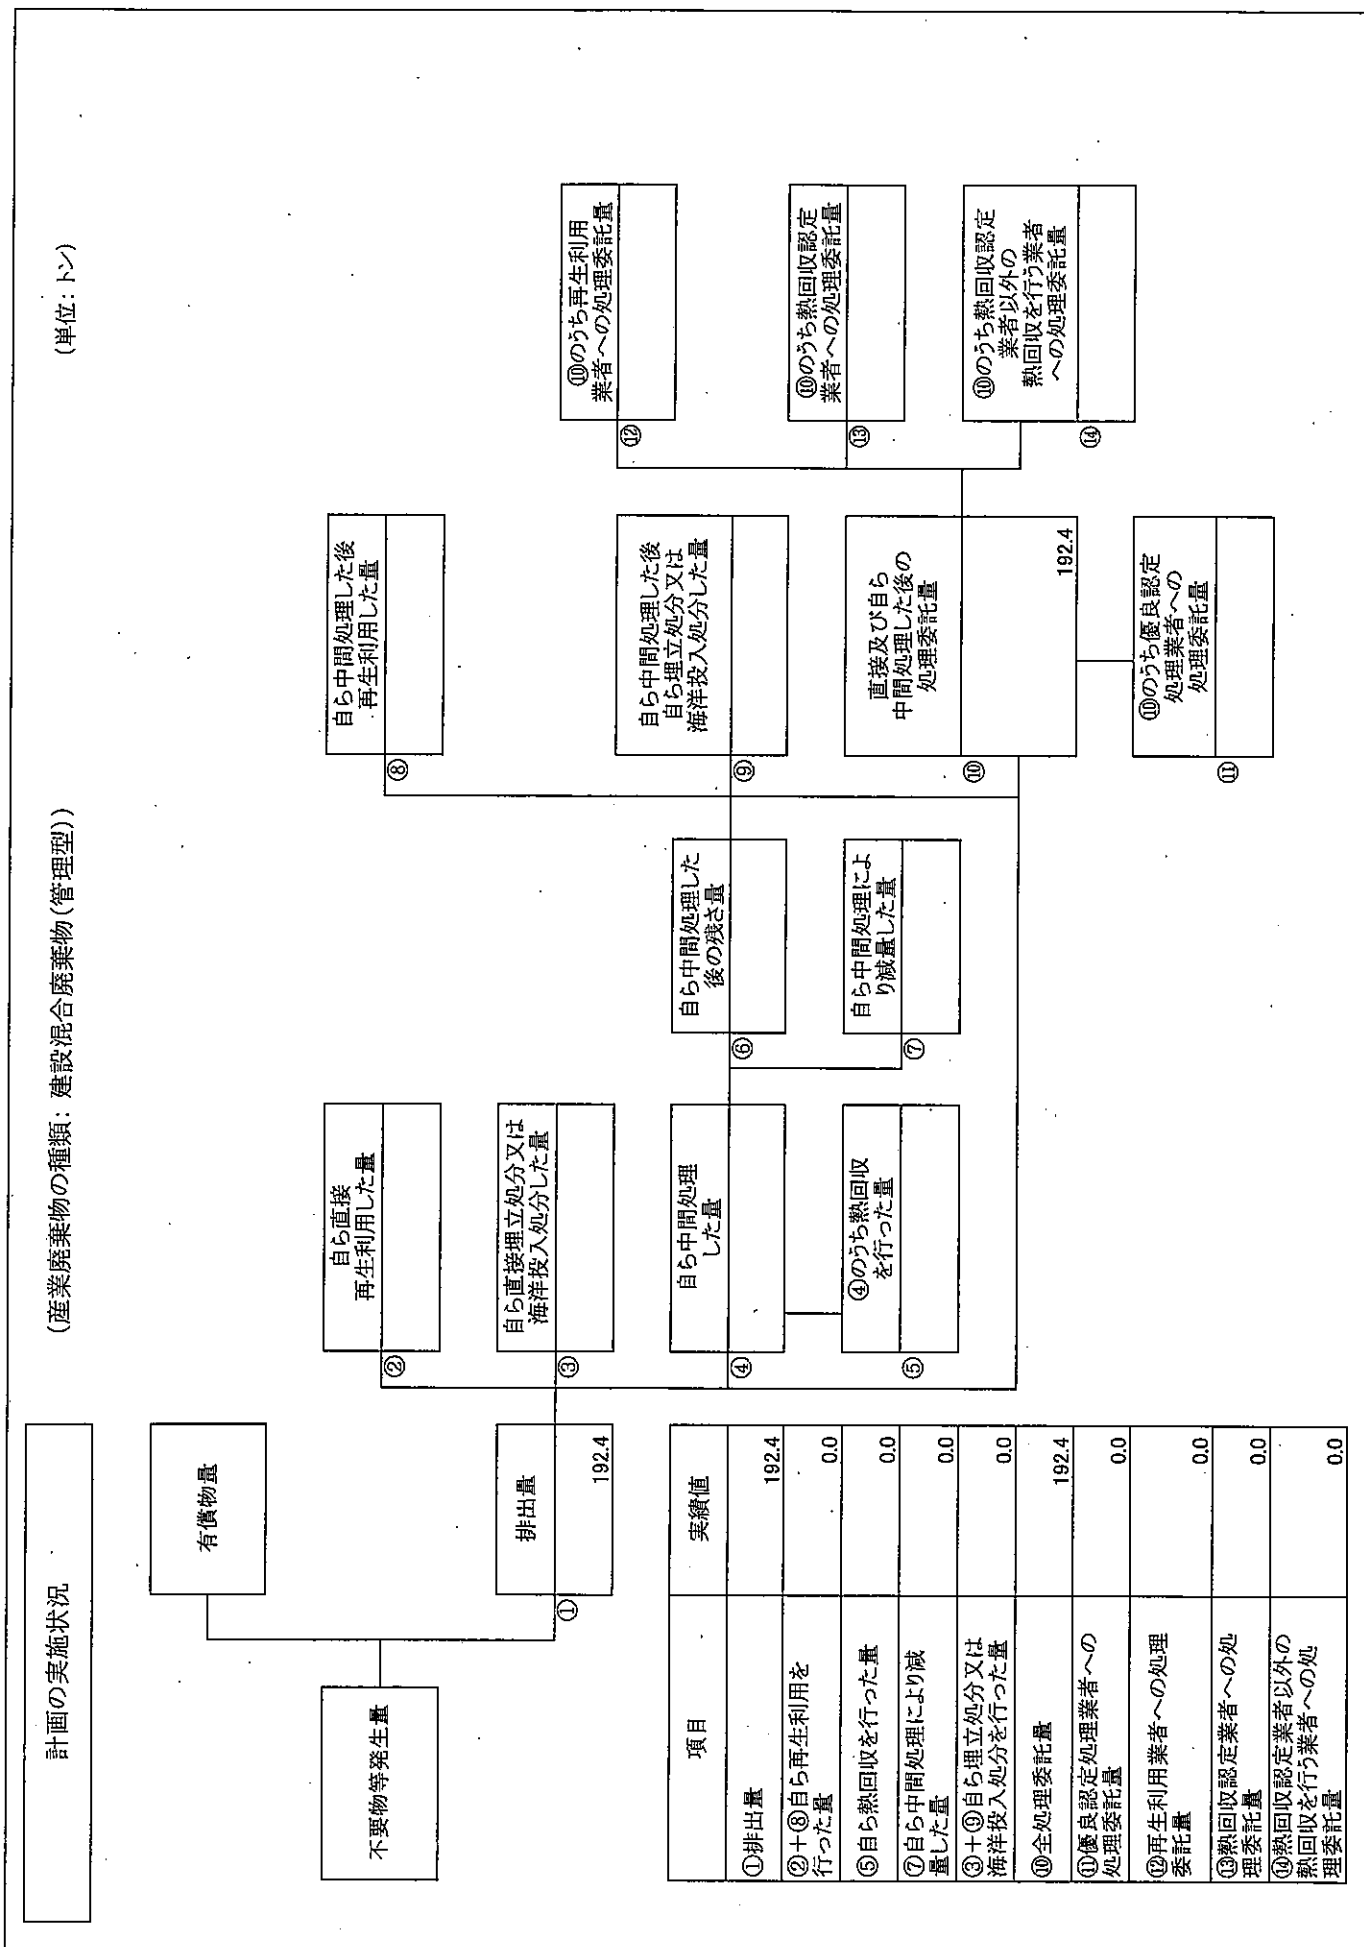 計画の実施状況
(産業廃棄物の種類: 建設混合廃棄物(管理型))
(単位: トン)
不要物等発生量
有償物量
①
排出量
192.4
②
自ら直接
再生利用した量
③
自ら直接埋立処分又は
海洋投入処分した量
④
自ら中間処理
した量
⑤
④のうち熱回収
を行った量
⑥
自ら中間処理した
後の残さ量
⑦
自ら中間処理によ
り減量した量
⑧
自ら中間処理した後
再生利用した量
⑨
自ら中間処理した後
自ら埋立処分又は
海洋投入処分した量
⑩
直接及び自ら
中間処理した後の
処理委託量
192.4
⑪
⑩のうち優良認定
処理業者への
処理委託量
⑫
⑩のうち再生利用
業者への処理委託量
⑬
⑩のうち熱回収認定
業者への処理委託量
⑭
⑩のうち熱回収認定
業者以外の
熱回収を行う業者
への処理委託量
項目 実績値
①排出量 192.4
②+⑧自ら再生利用を
行った量 0.0
⑤自ら熱回収を行った量 0.0
⑦自ら中間処理により減
量した量 0.0
③+⑨自ら埋立処分又は
海洋投入処分を行った量 0.0
⑩全処理委託量 192.4
⑪優良認定処理業者への
処理委託量 0.0
⑫再生利用業者への処理
委託量 0.0
⑬熱回収認定業者への処
理委託量 0.0
⑭熱回収認定業者以外の
熱回収を行う業者への処
理委託量 0.0